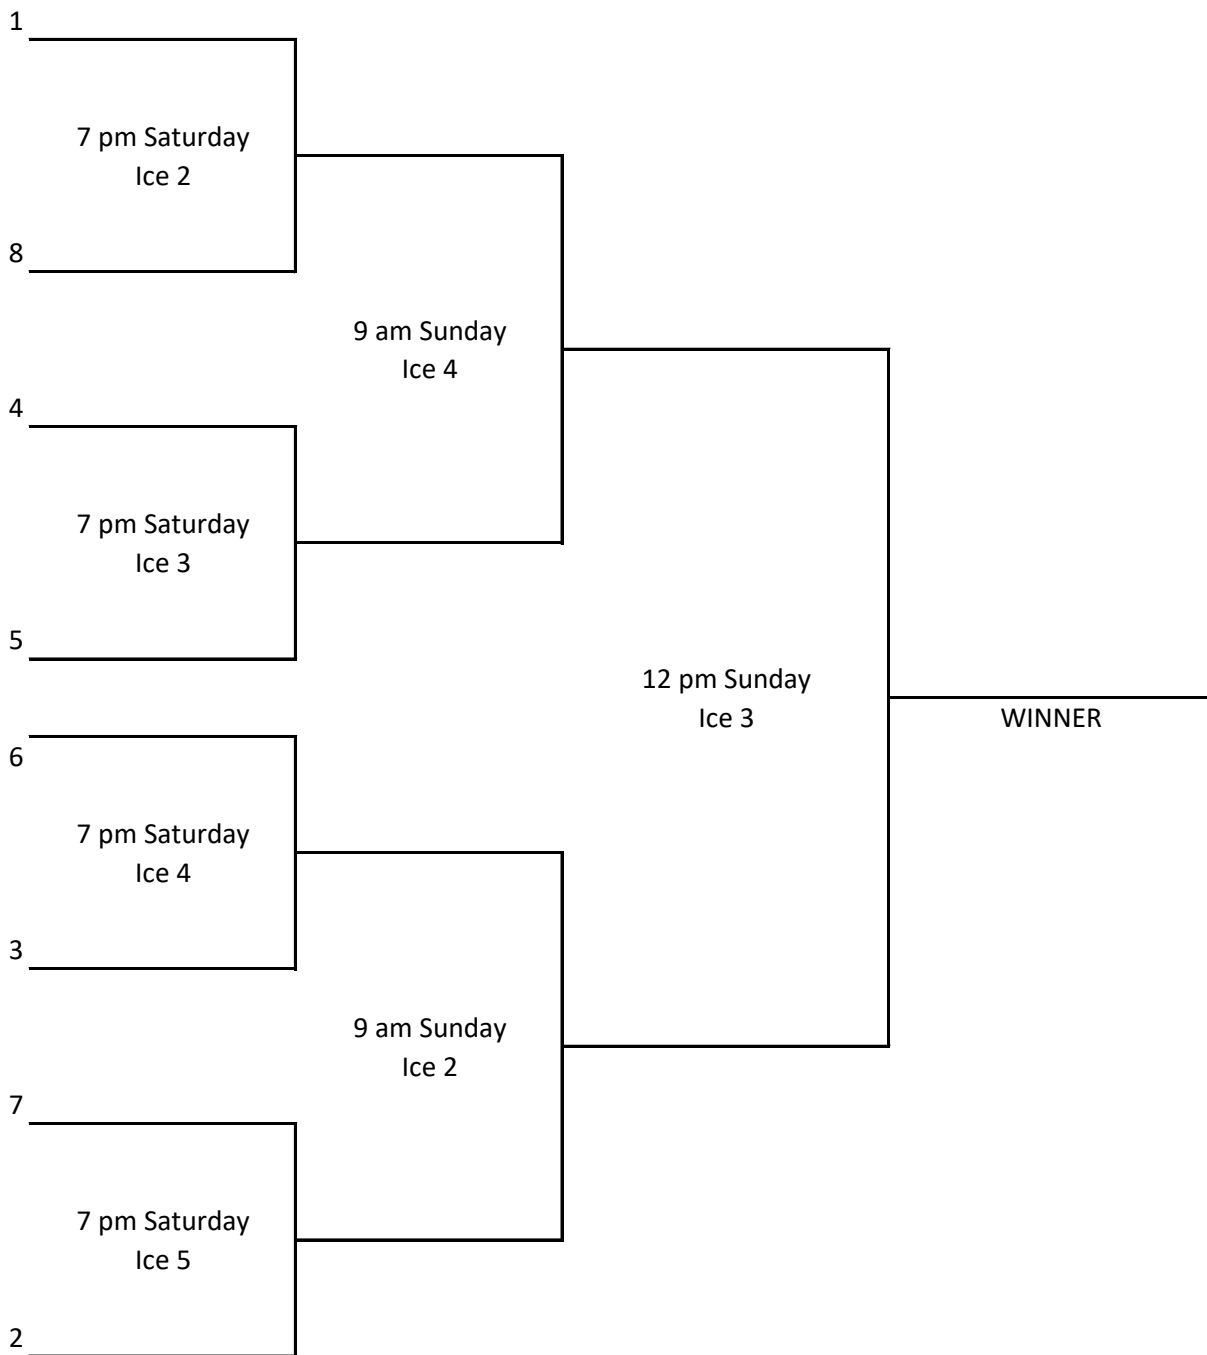 1
7 pm Saturday
Ice 2
8
9 am Sunday
Ice 4
4
7 pm Saturday
Ice 3
5
12 pm Sunday
Ice 3
WINNER
6
7 pm Saturday
Ice 4
3
9 am Sunday
Ice 2
7
7 pm Saturday
Ice 5
2